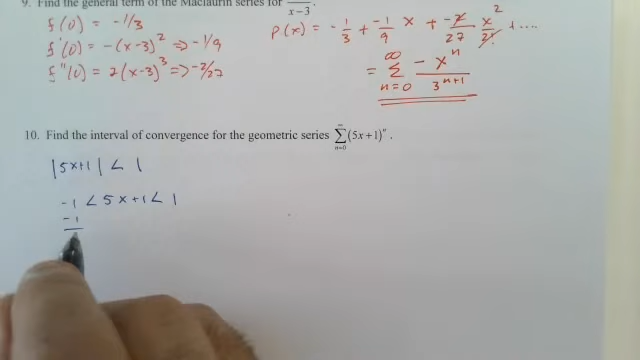 9. Find the general term of the Maclaurin series for 1/(x-3)
f(0) = -1/3
f'(0) = -(x-3)^2 => -1/9
f"(0) = 2(x-3)^3 => -2/27
p(x) = -1/3 + -1/9 x + -2/27 x^2/2! + ....
= ∞ Σ n=0 -x^n / 3^(n+1)
10. Find the interval of convergence for the geometric series ∞ Σ n=0 (5x+1)^n .
|5x+1| < 1
-1 < 5x+1 < 1
-1